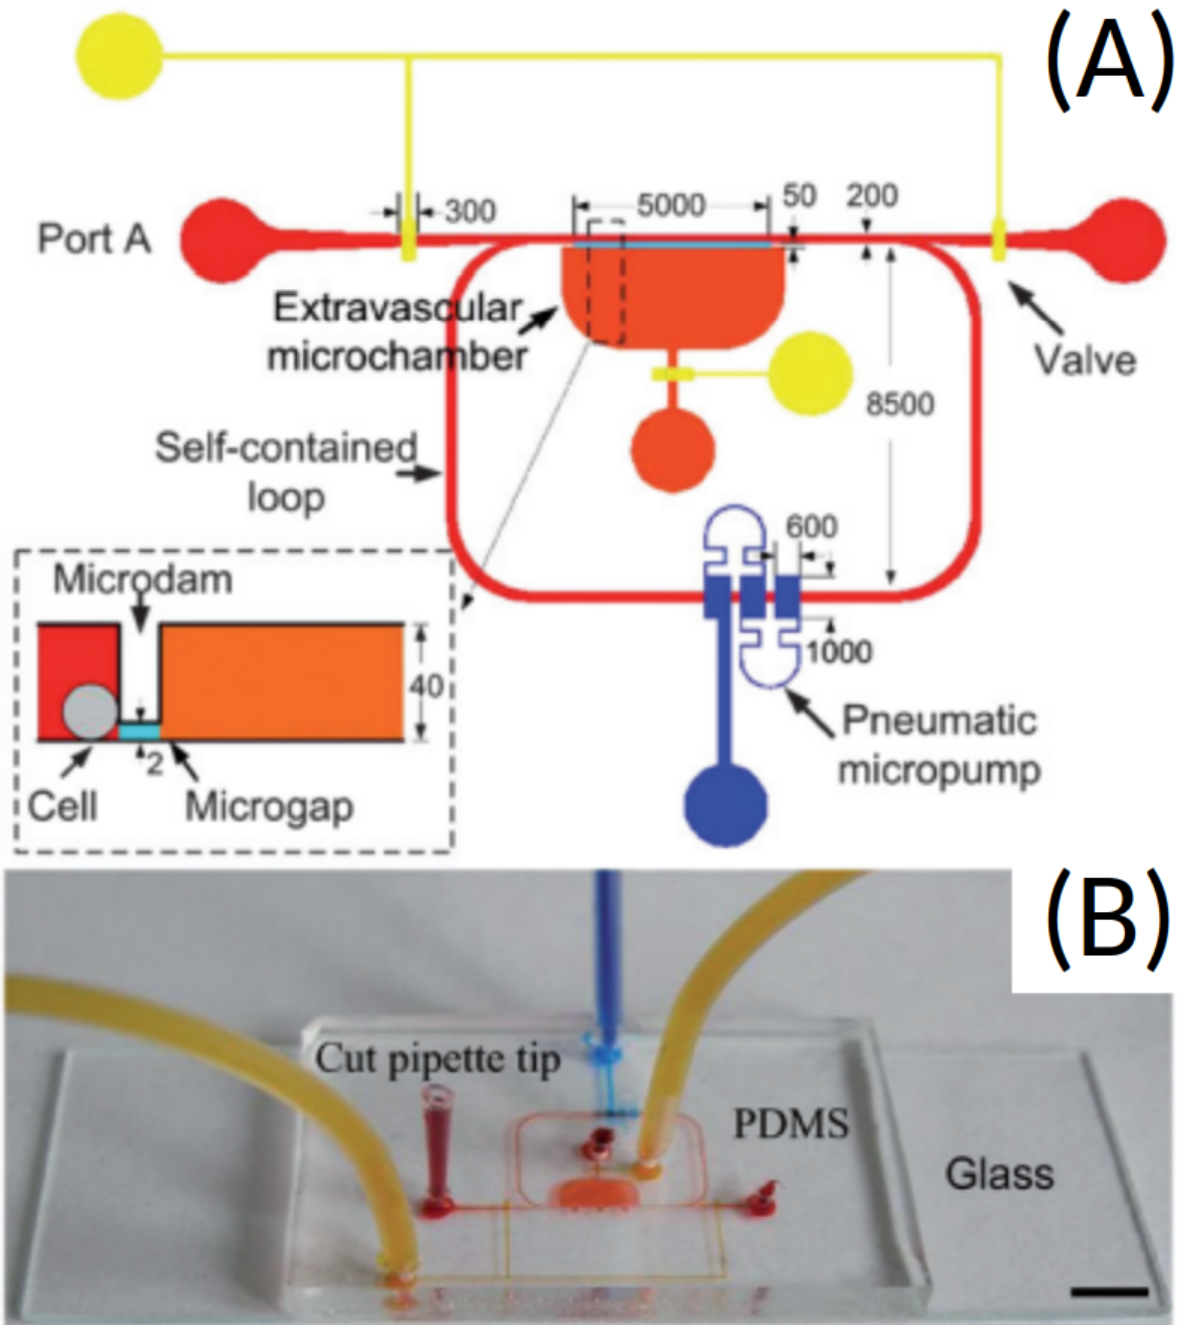 (A)
Port A
300
5000
50
200
Extravascular
microchamber
Valve
8500
Self-contained
loop
600
Microdam
1000
40
Pneumatic
micropump
2
Cell
Microgap
(B)
Cut pipette tip
PDMS
Glass